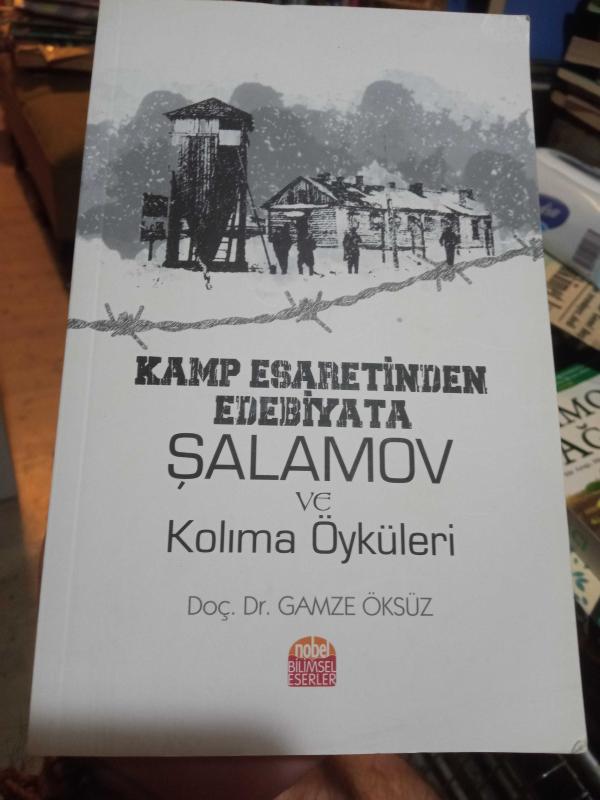 KAMP ESARETİNDEN
EDEBİYATA
ŞALAMOV
VE
Kolıma Öyküleri
Doç. Dr. GAMZE ÖKSÜZ
nobel
BİLİMSEL
ESERLER